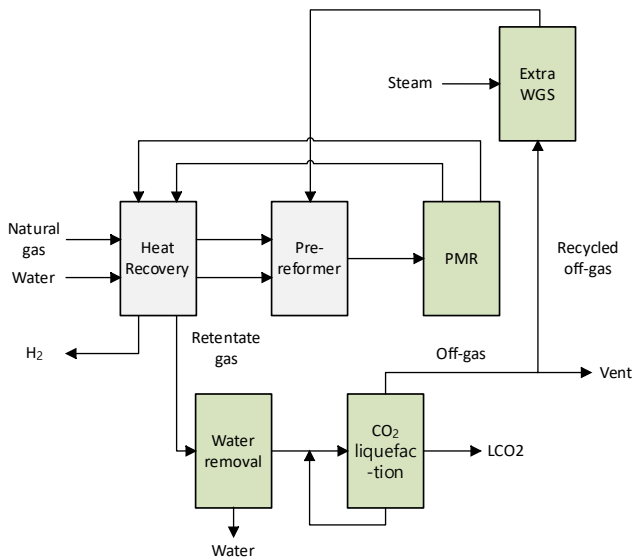 Extra
WGS
Steam
Natural
gas
Water
Heat
Recovery
Pre-
reformer
PMR
Recycled
off-gas
H₂
Retentate
gas
Off-gas
Vent
Water
removal
CO₂
liquefac
-tion
LCO2
Water